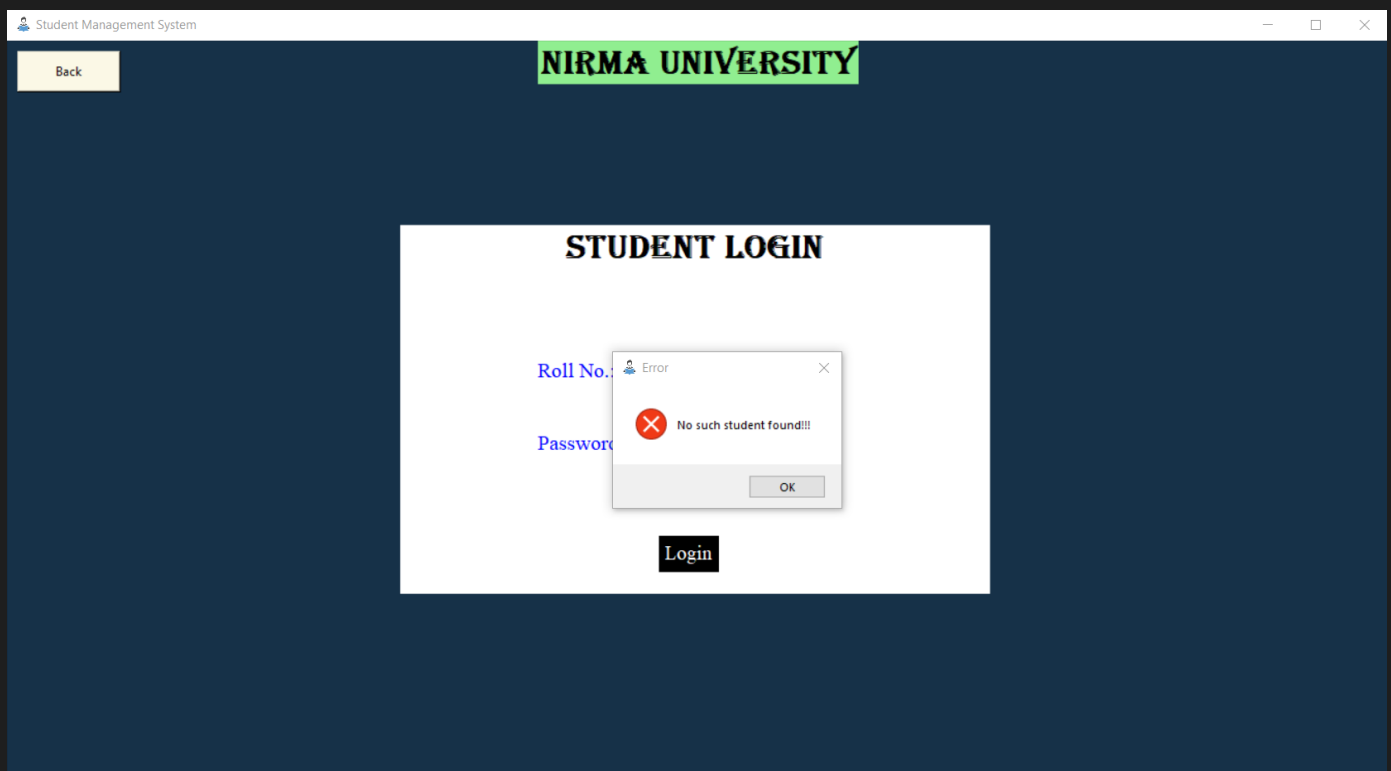 Student Management System
Back
NIRMA UNIVERSITY
STUDENT LOGIN
Roll No.:
Error
No such student found!!!
Password
OK
Login